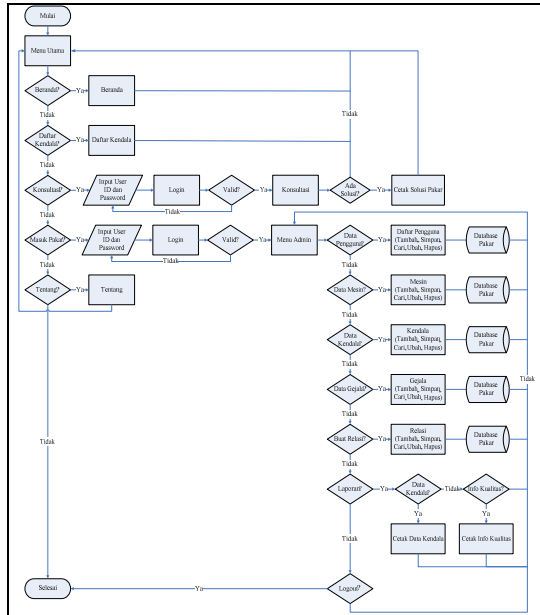 Mulai
Menu Utama
Beranda?
Ya
Beranda
Tidak
Tidak
Daftar
Kendala?
Ya
Daftar Kendala
Tidak
Konsultasi?
Ya
Input User
ID dan
Password
Login
Valid?
Ya
Konsultasi
Ada
Solusi?
Ya
Cetak Solusi Pakar
Tidak
Tidak
Masuk Pakar?
Ya
Input User
ID dan
Password
Login
Valid?
Ya
Menu Admin
Data
Pengguna?
Ya
Daftar Pengguna
(Tambah, Simpan,
Cari,Ubah, Hapus)
Database
Pakar
Tidak
Tidak
Tidak
Tentang?
Ya
Tentang
Data Mesin?
Ya
Mesin
(Tambah, Simpan,
Cari,Ubah, Hapus)
Database
Pakar
Tidak
Data
Kendala?
Ya
Kendala
(Tambah, Simpan,
Cari,Ubah, Hapus)
Database
Pakar
Tidak
Tidak
Data Gejala?
Ya
Gejala
(Tambah, Simpan,
Cari,Ubah, Hapus)
Database
Pakar
Tidak
Tidak
Buat Relasi?
Ya
Relasi
(Tambah, Simpan,
Cari,Ubah, Hapus)
Database
Pakar
Tidak
Laporan?
Ya
Data
Kendala?
Tidak
Info Kualitas?
Ya
Ya
Tidak
Cetak Data Kendala
Cetak Info Kualitas
Selesai
Ya
Logout?